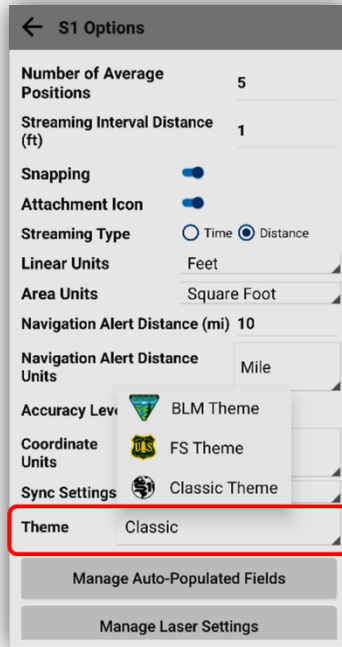 S1 Options
Number of Average
Positions
5
Streaming Interval Distance
(ft)
1
Snapping
Attachment Icon
Streaming Type
Time
Distance
Linear Units
Feet
Area Units
Square Foot
Navigation Alert Distance (mi)
10
Navigation Alert Distance
Units
Mile
BLM Theme
FS Theme
Classic Theme
Coordinate
Units
Sync Settings
Theme
Classic
Manage Auto-Populated Fields
Manage Laser Settings